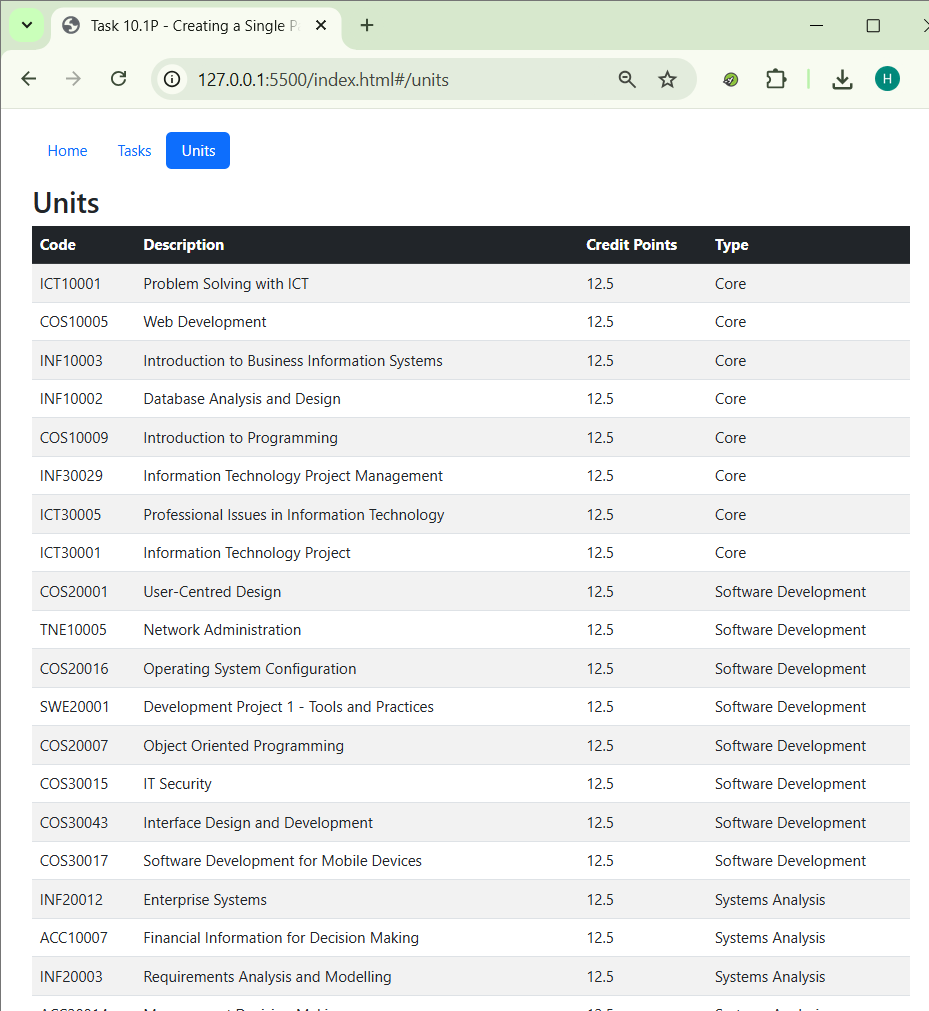 Task 10.1P - Creating a Single P
127.0.0.1:5500/index.html#/units
H
Home Tasks Units
Units
Code Description Credit Points Type
ICT10001 Problem Solving with ICT 12.5 Core
COS10005 Web Development 12.5 Core
INF10003 Introduction to Business Information Systems 12.5 Core
INF10002 Database Analysis and Design 12.5 Core
COS10009 Introduction to Programming 12.5 Core
INF30029 Information Technology Project Management 12.5 Core
ICT30005 Professional Issues in Information Technology 12.5 Core
ICT30001 Information Technology Project 12.5 Core
COS20001 User-Centred Design 12.5 Software Development
TNE10005 Network Administration 12.5 Software Development
COS20016 Operating System Configuration 12.5 Software Development
SWE20001 Development Project 1 - Tools and Practices 12.5 Software Development
COS20007 Object Oriented Programming 12.5 Software Development
COS30015 IT Security 12.5 Software Development
COS30043 Interface Design and Development 12.5 Software Development
COS30017 Software Development for Mobile Devices 12.5 Software Development
INF20012 Enterprise Systems 12.5 Systems Analysis
ACC10007 Financial Information for Decision Making 12.5 Systems Analysis
INF20003 Requirements Analysis and Modelling 12.5 Systems Analysis